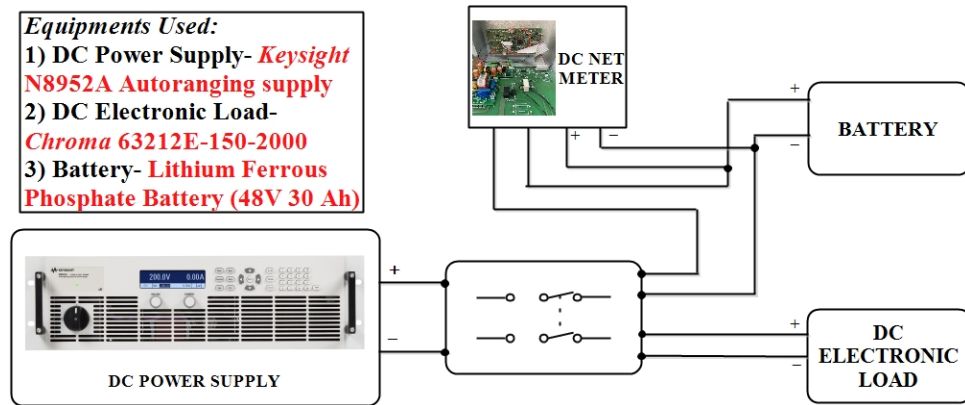 Equipments Used:
1) DC Power Supply- Keysight
N8952A Autoranging supply
2) DC Electronic Load-
Chroma 63212E-150-2000
3) Battery- Lithium Ferrous
Phosphate Battery (48V 30 Ah)
DC NET
METER
+ −
+
BATTERY
−
KEYSIGHT
200.0V 0.00A
+
−
DC POWER SUPPLY
+
DC
ELECTRONIC
LOAD
−